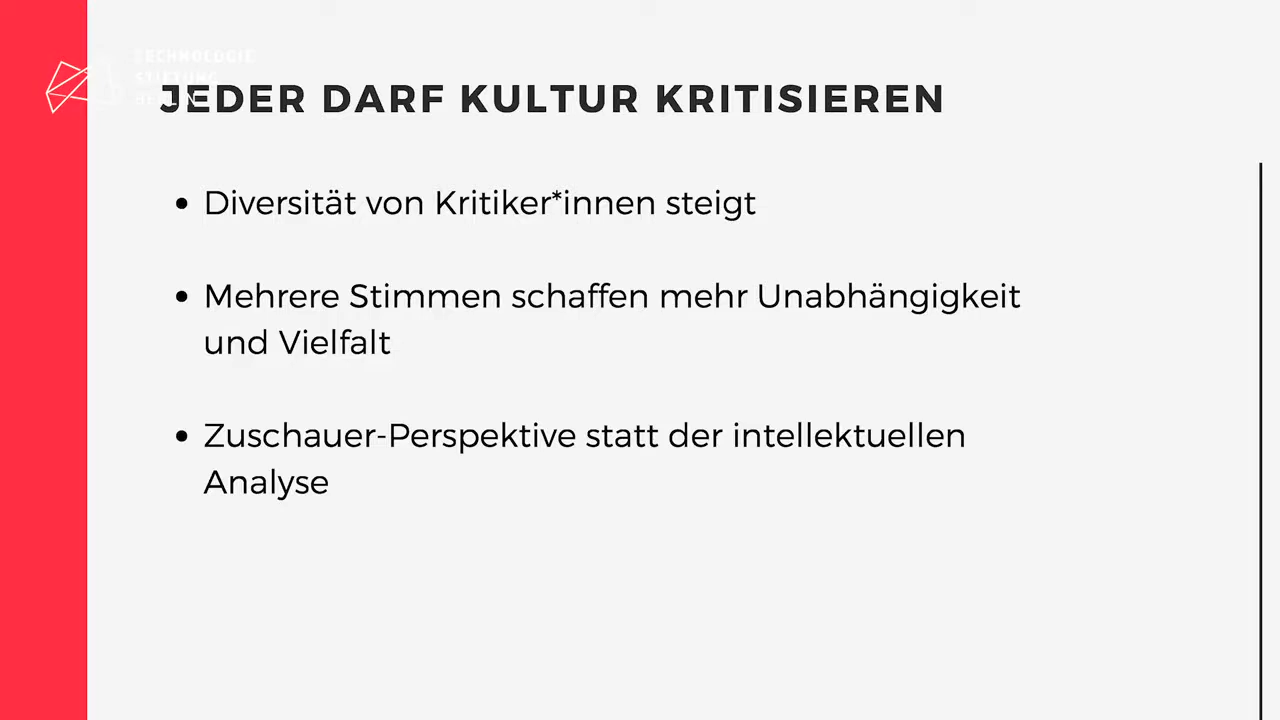 TECHNOLOGIE
STIFTUNG
BERLIN
JEDER DARF KULTUR KRITISIEREN
• Diversität von Kritiker*innen steigt
• Mehrere Stimmen schaffen mehr Unabhängigkeit
und Vielfalt
• Zuschauer-Perspektive statt der intellektuellen
Analyse